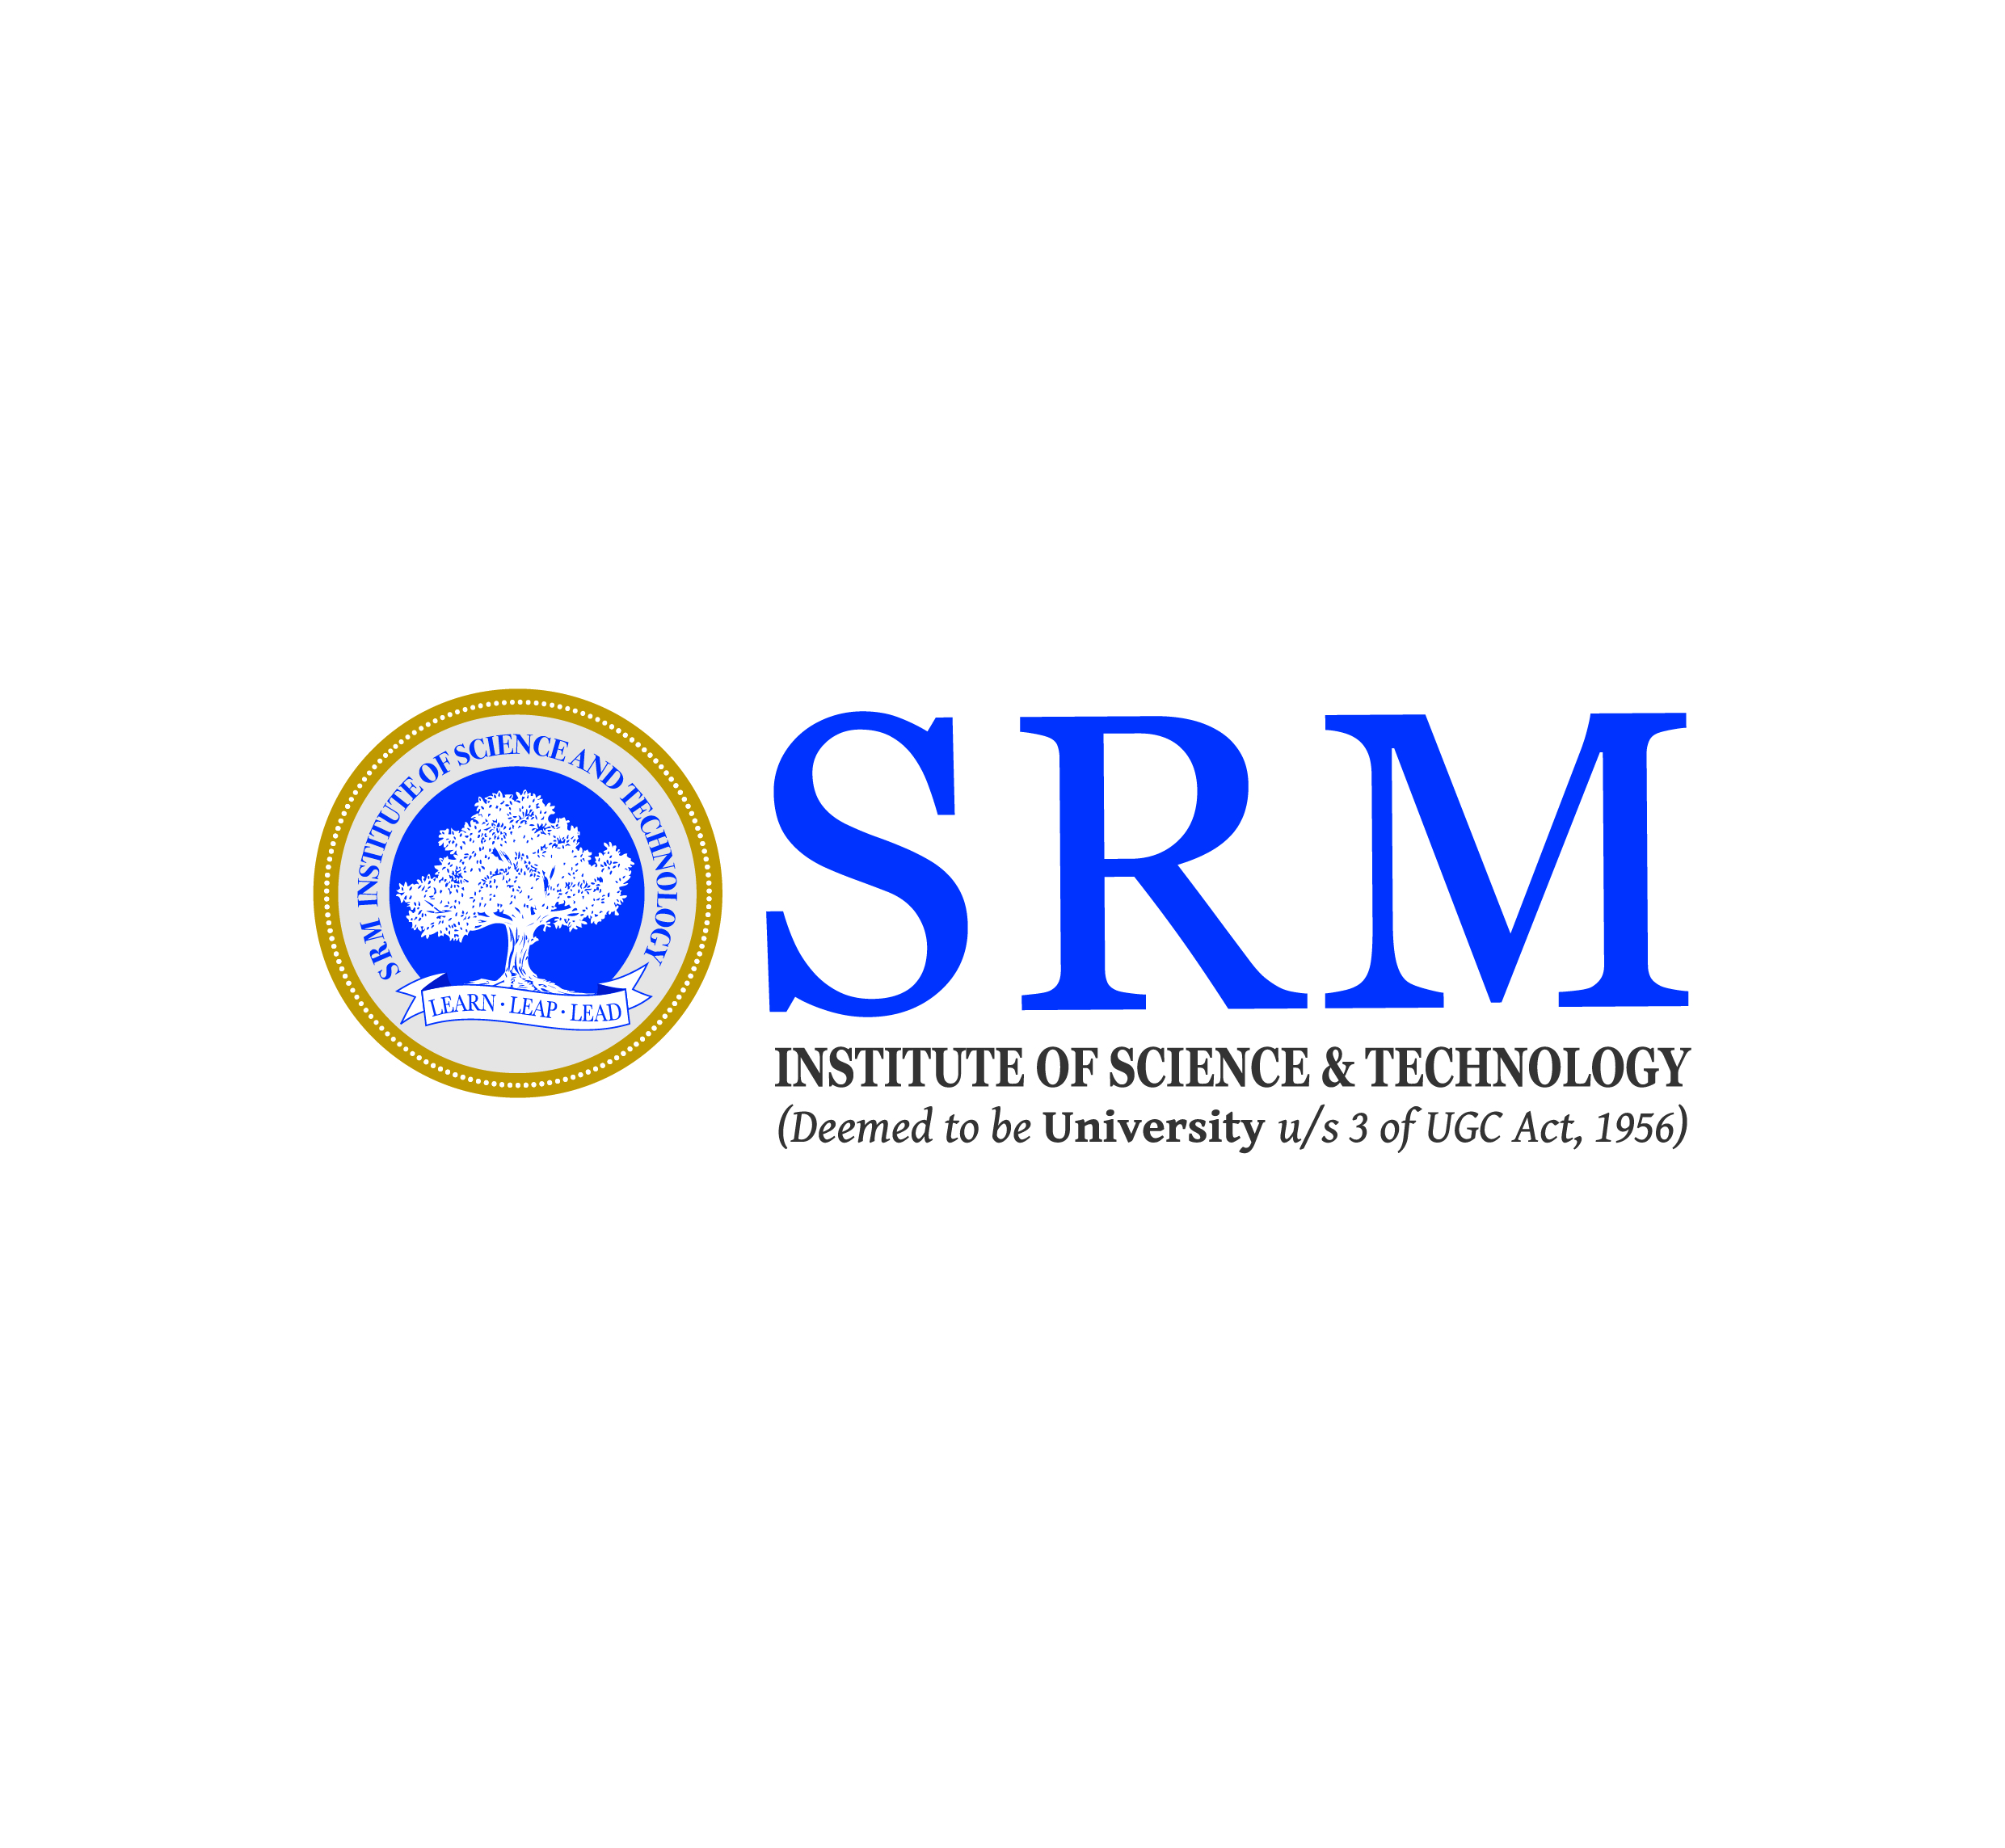 SRM INSTITUTE OF SCIENCE AND TECHNOLOGY
LEARN · LEAP · LEAD
SRM
INSTITUTE OF SCIENCE & TECHNOLOGY
(Deemed to be University u/s 3 of UGC Act, 1956)